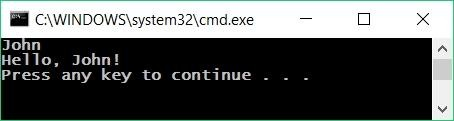 C:\WINDOWS\system32\cmd.exe
John
Hello, John!
Press any key to continue . . .